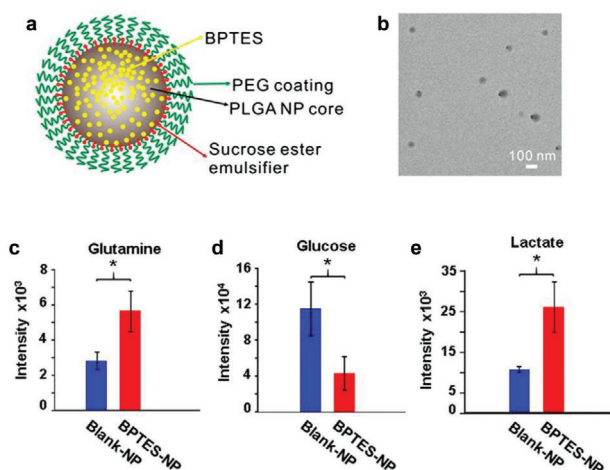 a
BPTES
PEG coating
PLGA NP core
Sucrose ester
emulsifier
b
100 nm
c
Glutamine
*
Intensity x10³
8
6
4
2
0
Blank-NP
BPTES-NP
d
Glucose
*
Intensity x10⁴
16
12
8
4
0
Blank-NP
BPTES-NP
e
Lactate
*
Intensity x10³
35
25
15
5
0
Blank-NP
BPTES-NP